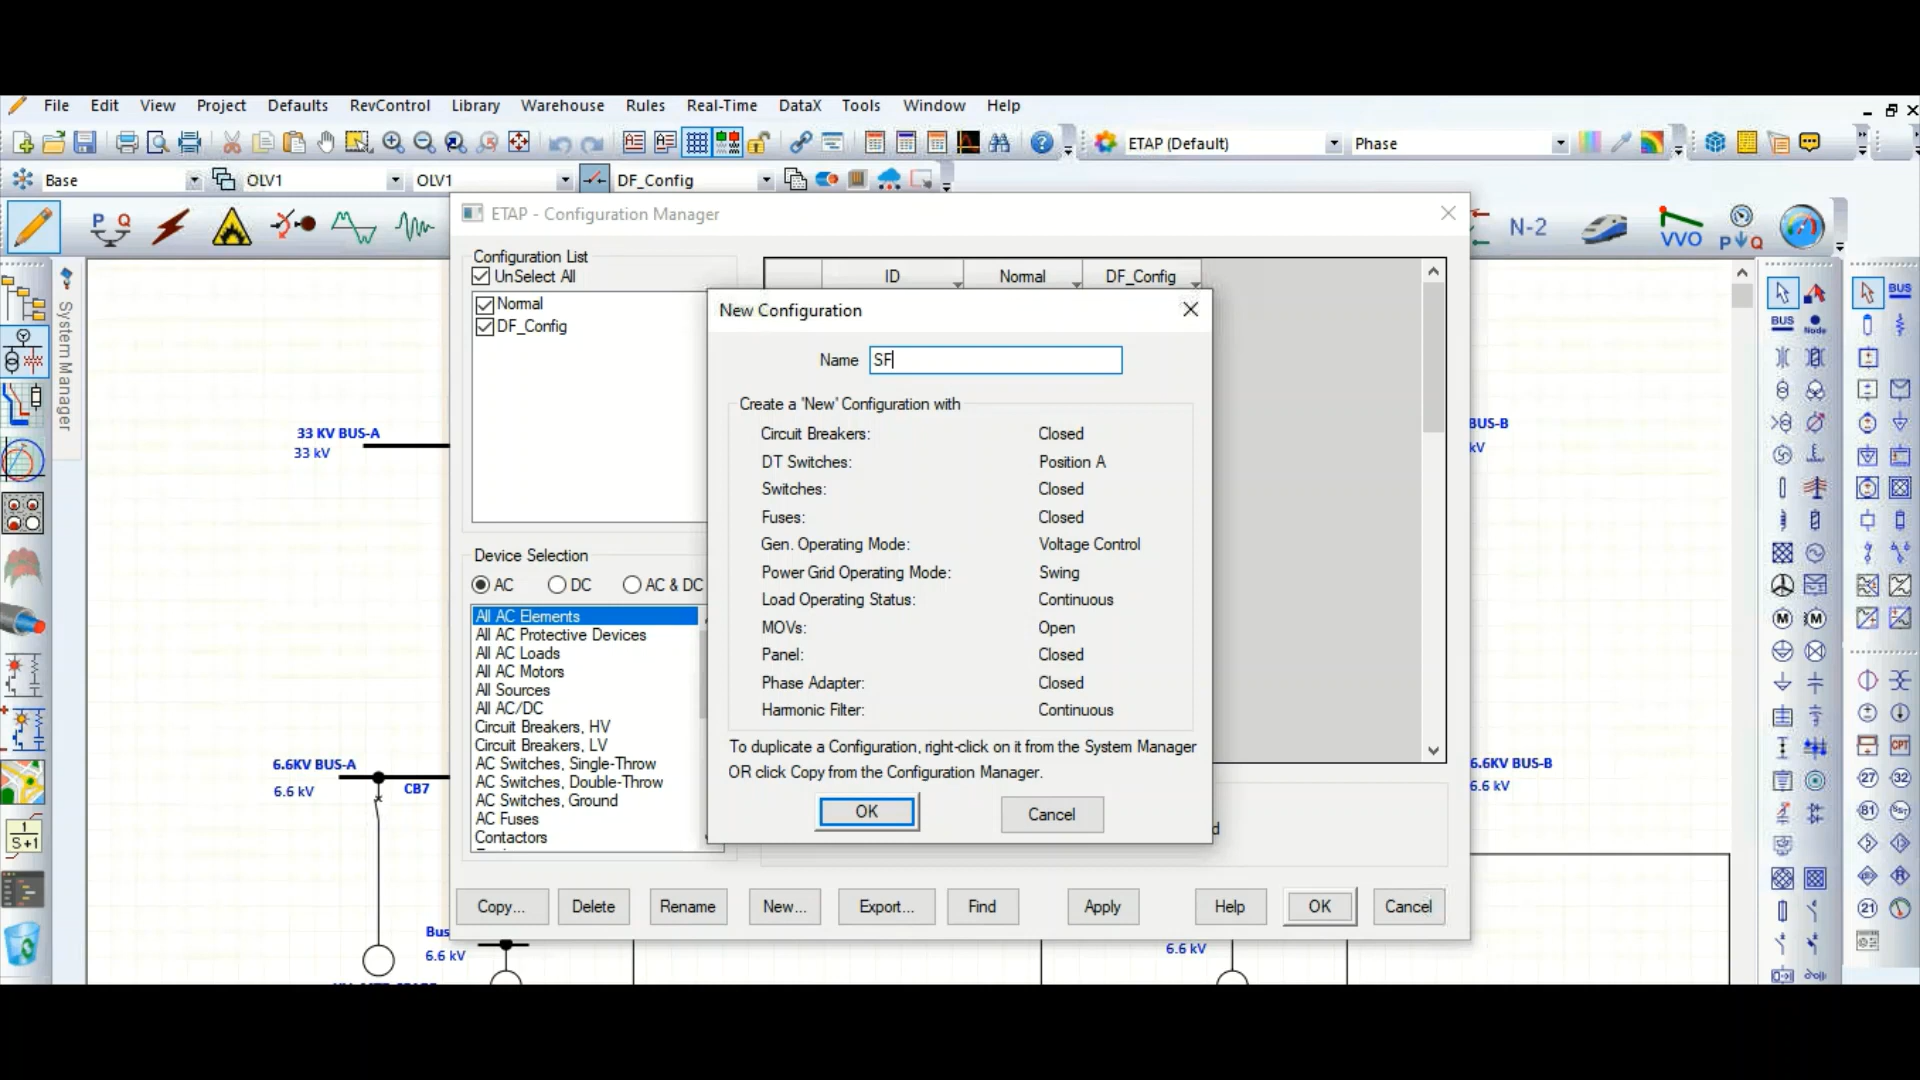 File Edit View Project Defaults RevControl Library Warehouse Rules Real-Time DataX Tools Window Help
ETAP (Default) Phase
Base OLV1 OLV1 DF_Config
P Q
N-2 VVO P Q
ETAP - Configuration Manager
System Manager
Configuration List
UnSelect All
Normal
DF_Config
ID Normal DF_Config
New Configuration
Name SF
Create a 'New' Configuration with
Circuit Breakers: Closed
DT Switches: Position A
Switches: Closed
Fuses: Closed
Gen. Operating Mode: Voltage Control
Power Grid Operating Mode: Swing
Load Operating Status: Continuous
MOVs: Open
Panel: Closed
Phase Adapter: Closed
Harmonic Filter: Continuous
To duplicate a Configuration, right-click on it from the System Manager
OR click Copy from the Configuration Manager.
OK Cancel
Device Selection
AC DC AC & DC
All AC Elements
All AC Protective Devices
All AC Loads
All AC Motors
All Sources
All AC/DC
Circuit Breakers, HV
Circuit Breakers, LV
AC Switches, Single-Throw
AC Switches, Double-Throw
AC Switches, Ground
AC Fuses
Contactors
Copy... Delete Rename New... Export... Find Apply Help OK Cancel
33 KV BUS-A
33 kV
6.6KV BUS-A
6.6 kV
CB7
Bus
6.6 kV
6.6 kV
BUS-B
kV
6.6KV BUS-B
6.6 kV
1
S+1
BUS
BUS
Node
M
M
CPT
27
32
81
21